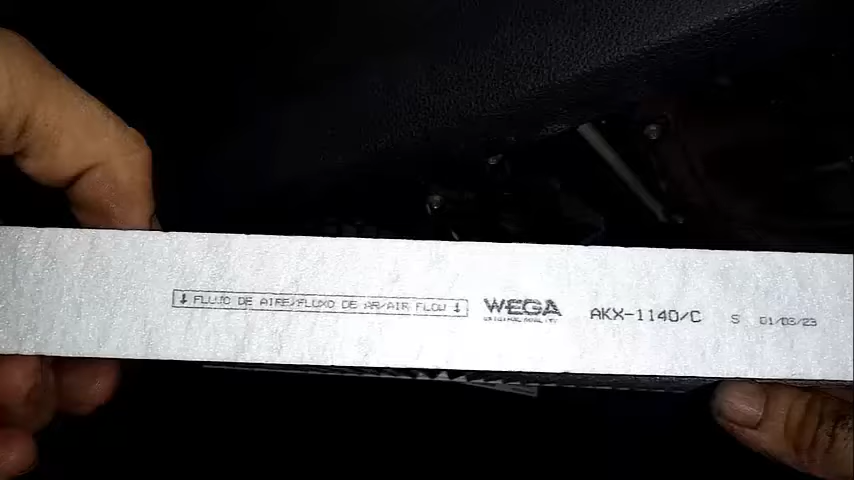 ↓ FLUJO DE AIRE/FLUXO DE AR/AIR FLOW ↓ WEGA AKX-1140/C S 01/03/23